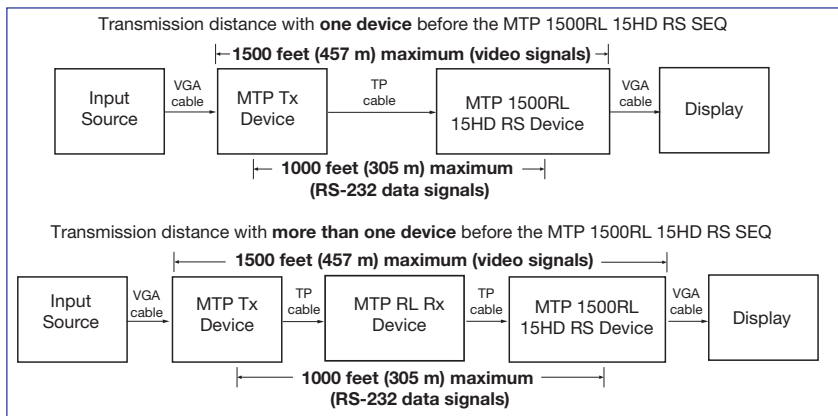 Transmission distance with one device before the MTP 1500RL 15HD RS SEQ
1500 feet (457 m) maximum (video signals)
Input
Source
VGA
cable
MTP Tx
Device
TP
cable
MTP 1500RL
15HD RS Device
VGA
cable
Display
1000 feet (305 m) maximum
(RS-232 data signals)
Transmission distance with more than one device before the MTP 1500RL 15HD RS SEQ
1500 feet (457 m) maximum (video signals)
Input
Source
VGA
cable
MTP Tx
Device
TP
cable
MTP RL Rx
Device
TP
cable
MTP 1500RL
15HD RS Device
VGA
cable
Display
1000 feet (305 m) maximum
(RS-232 data signals)